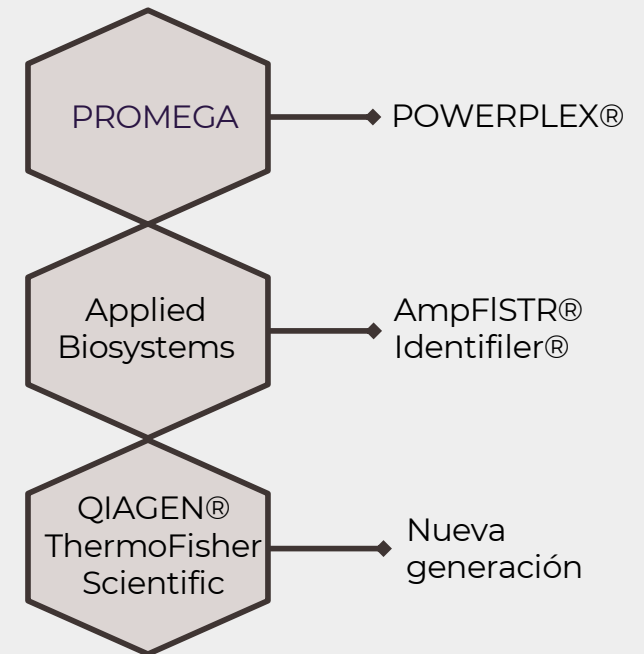 PROMEGA
POWERPLEX®
Applied
Biosystems
AmpFlSTR®
Identifiler®
QIAGEN®
ThermoFisher
Scientific
Nueva
generación